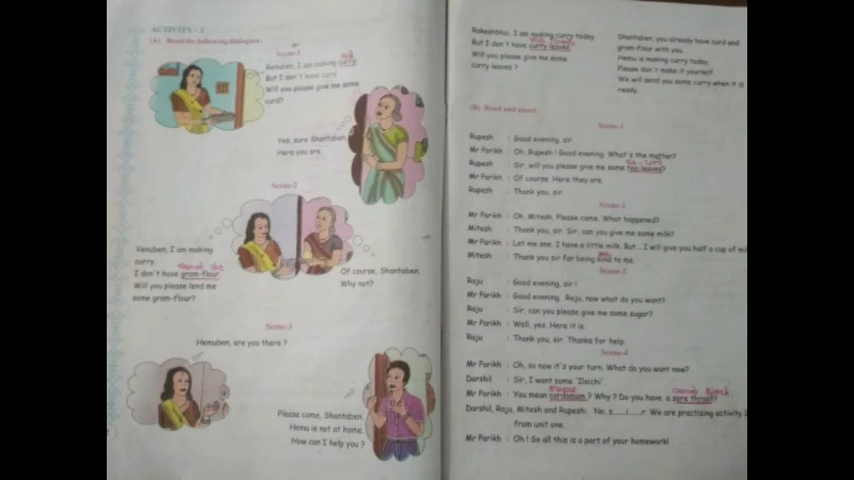 ACTIVITY - 2
(A) Read the following dialogues :
Scene-1
Renuben, I am making curry.
But I don't have curd
Will you please give me some
curd?
Yes, sure Shantaben.
Here you are.
Scene-2
Venuben, I am making
curry.
I don't have gram-flour
Will you please lend me
some gram-flour?
Of course, Shantaben.
Why not?
Scene-3
Hemuben, are you there ?
Please come, Shantaben.
Hemu is not at home.
How can I help you ?
Rakeshbhai, I am making curry today.
But I don't have curry leaves
Will you please give me some
curry leaves ?
Shantaben, you already have curd and
gram-flour with you.
Hemu is making curry today.
Please don't make it yourself.
We will send you some curry when it is
ready.
(B) Read and enact:
Scene-1
Rupesh : Good evening, sir.
Mr Parikh : Oh, Rupesh ! Good evening. What's the matter?
Rupesh : Sir, will you please give me some tea-leaves?
Mr Parikh : Of course. Here they are.
Rupesh : Thank you, sir.
Mr Parikh : Oh, Mitesh. Please come. What happened?
Mitesh : Thank you, sir. Sir, can you give me some milk?
Mr Parikh : Let me see. I have a little milk. But... I will give you half a cup of
Mitesh : Thank you sir for being kind to me.
Scene-3
Raju : Good evening, sir !
Mr Parikh : Good evening. Raju, now what do you want?
Raju : Sir, can you please give me some sugar?
Mr Parikh : Well, yes. Here it is.
Raju : Thank you, sir. Thanks for help.
Scene-4
Mr Parikh : Oh, so now it's your turn. What do you want now?
Darshil : Sir, I want some 'Ilaichi'.
Mr Parikh : You mean cardamom ? Why ? Do you have a sore throat?
Darshil, Raju, Mitesh and Rupesh: No, s.....i.....r. We are practising activity 2
from unit one.
Mr Parikh : Oh ! So all this is a part of your homework!